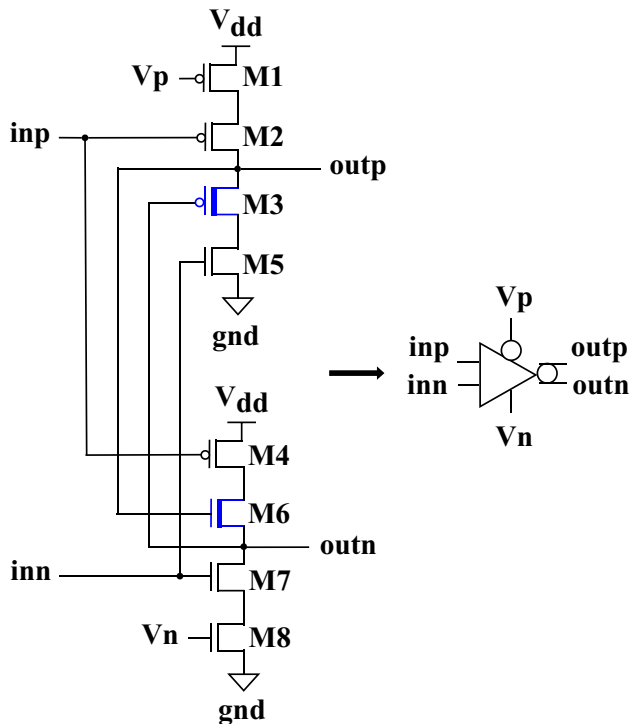 Vdd
Vp M1
inp M2
outp
M3
M5
gnd
Vdd
M4
M6
outn
inn M7
Vn M8
gnd
Vp
inp outp
inn outn
Vn